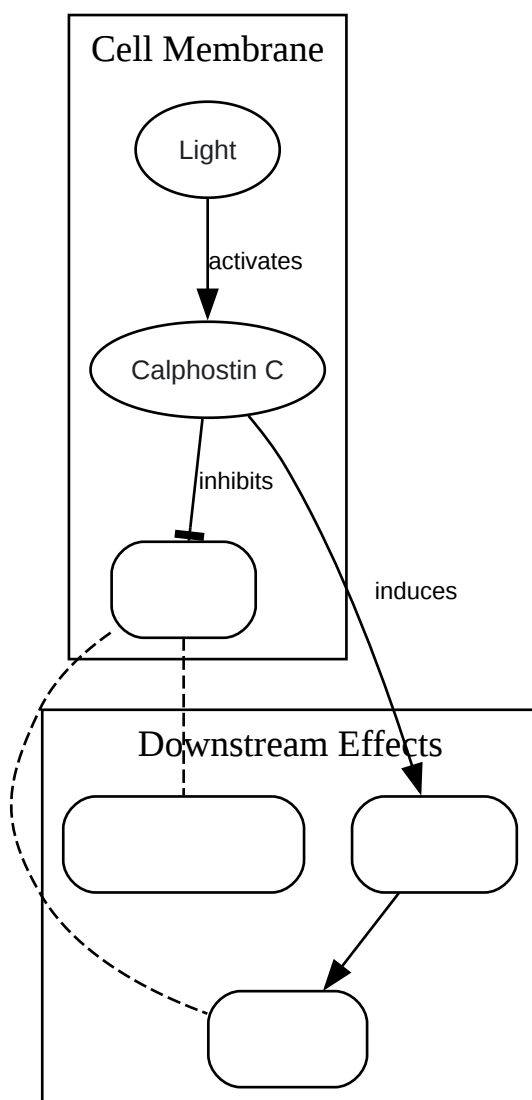 Cell Membrane
Light
activates
Calphostin C
inhibits
induces
Downstream Effects